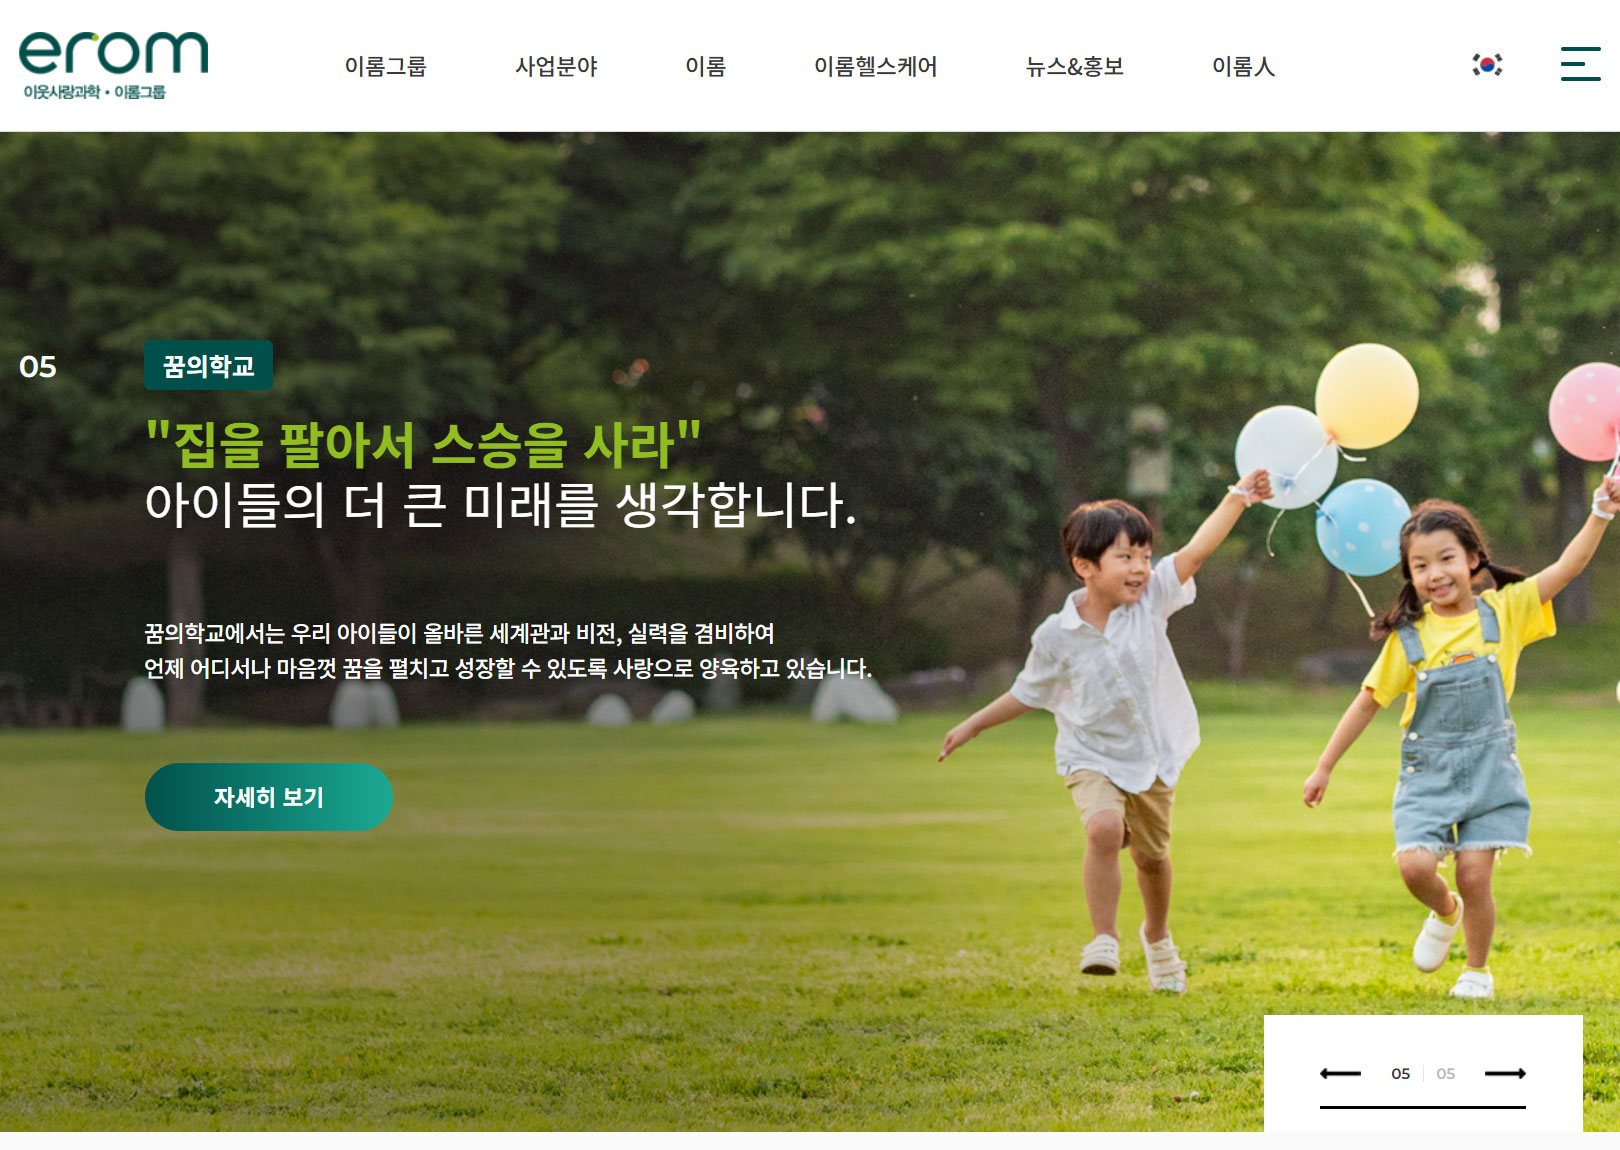 erom
이웃사랑과학 • 이롬그룹
이롬그룹
사업분야
이롬
이롬헬스케어
뉴스&홍보
이롬人
05
꿈의학교
"집을 팔아서 스승을 사라"
아이들의 더 큰 미래를 생각합니다.
꿈의학교에서는 우리 아이들이 올바른 세계관과 비전, 실력을 겸비하여
언제 어디서나 마음껏 꿈을 펼치고 성장할 수 있도록 사랑으로 양육하고 있습니다.
자세히 보기
05 05